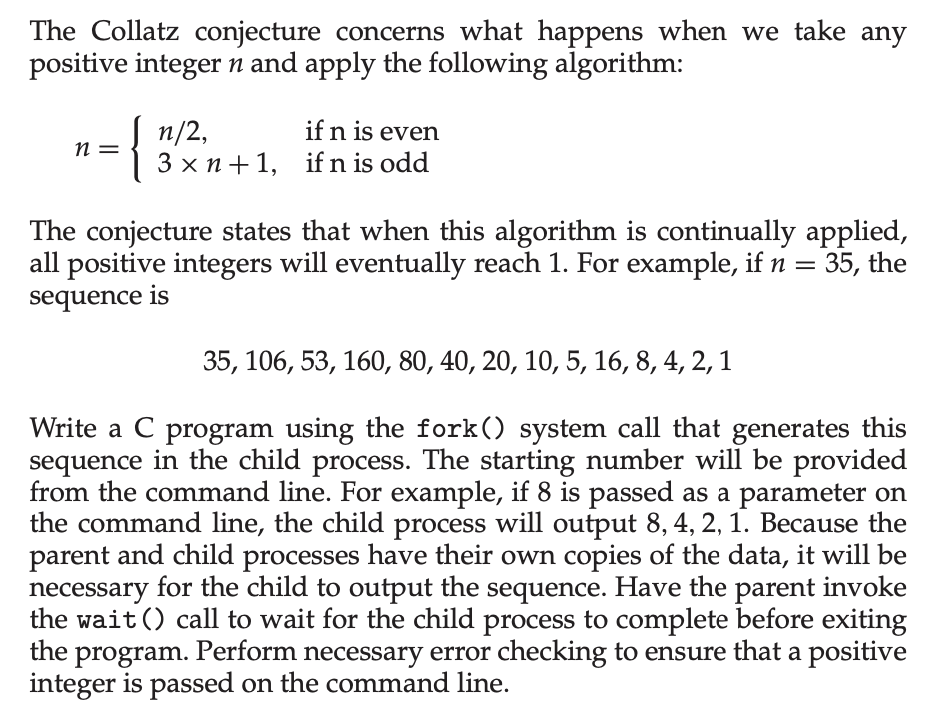 The Collatz conjecture concerns what happens when we take any
positive integer n and apply the following algorithm:
n = { n/2, if n is even
3 × n + 1, if n is odd
The conjecture states that when this algorithm is continually applied,
all positive integers will eventually reach 1. For example, if n = 35, the
sequence is
35, 106, 53, 160, 80, 40, 20, 10, 5, 16, 8, 4, 2, 1
Write a C program using the fork() system call that generates this
sequence in the child process. The starting number will be provided
from the command line. For example, if 8 is passed as a parameter on
the command line, the child process will output 8, 4, 2, 1. Because the
parent and child processes have their own copies of the data, it will be
necessary for the child to output the sequence. Have the parent invoke
the wait() call to wait for the child process to complete before exiting
the program. Perform necessary error checking to ensure that a positive
integer is passed on the command line.